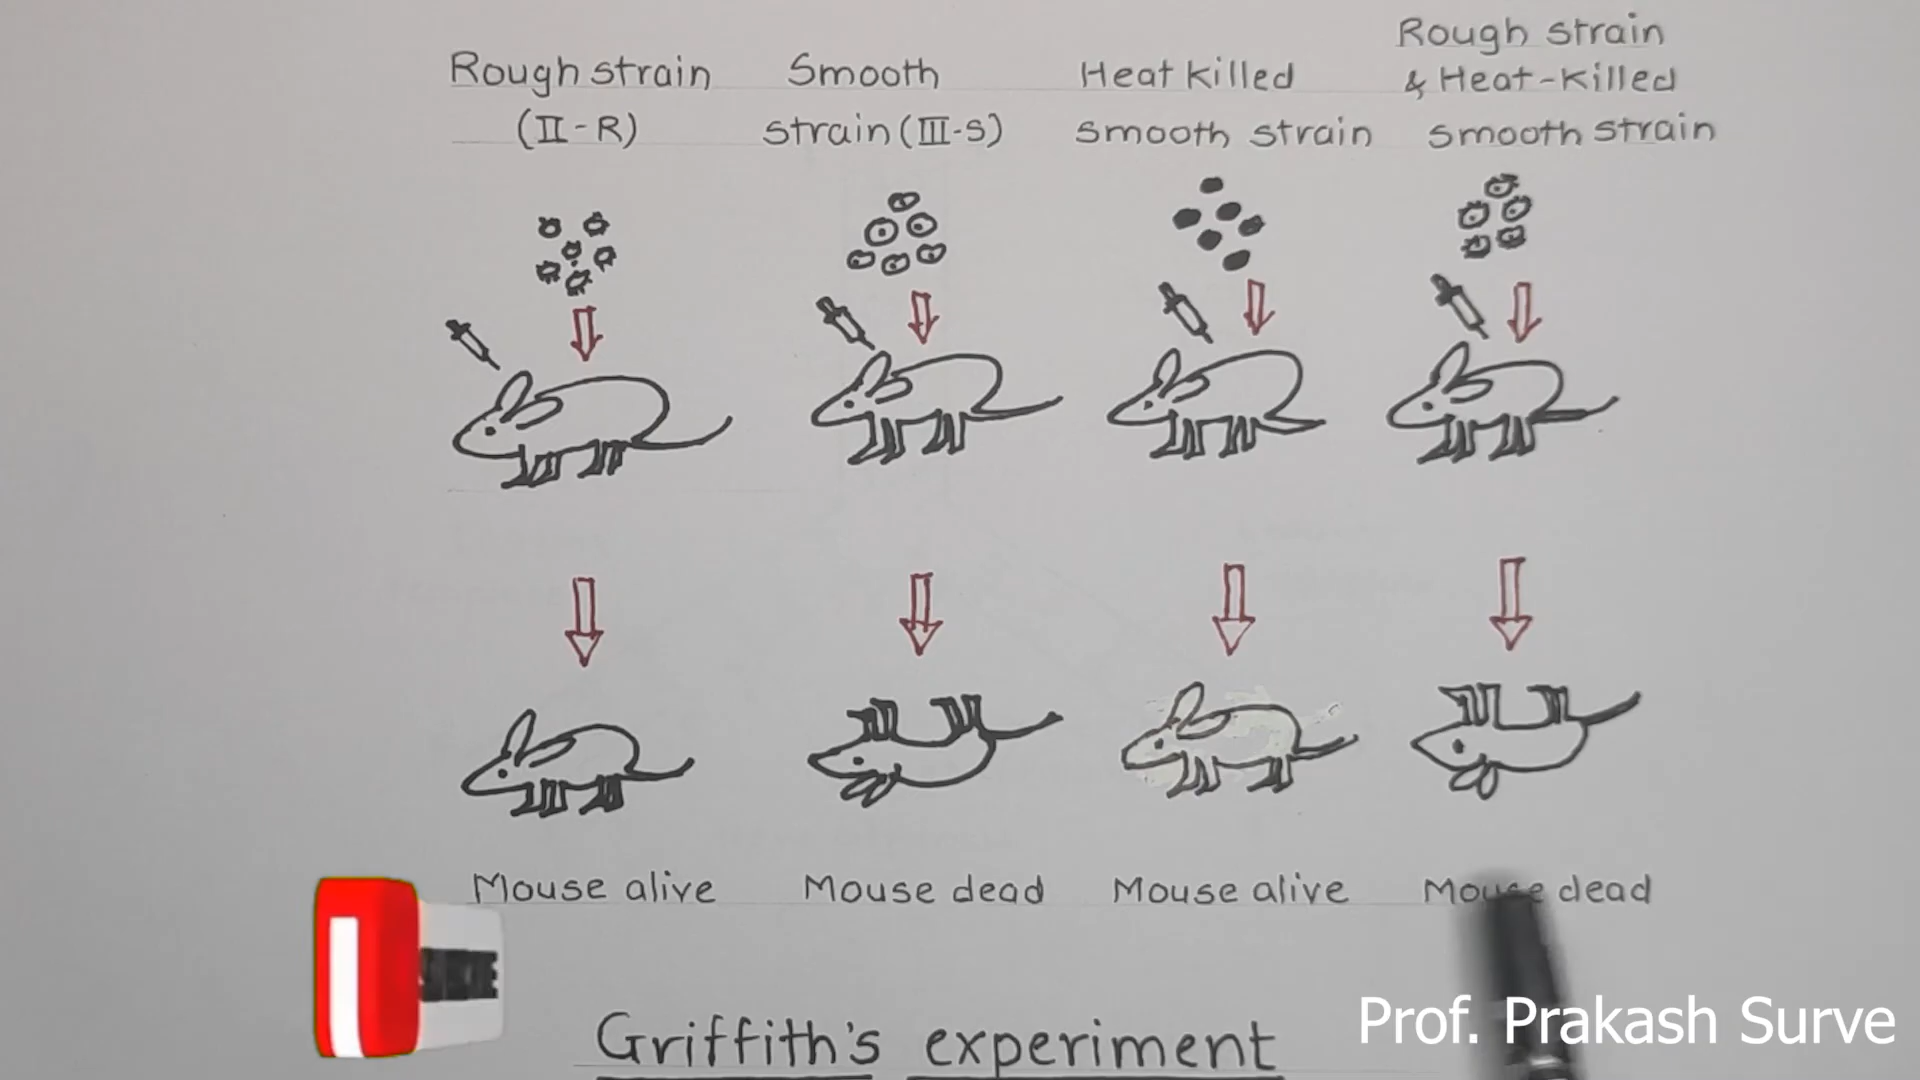 Rough strain
(II-R)
Smooth
strain (III-S)
Heat killed
smooth strain
Rough strain
& Heat-killed
smooth strain
Mouse alive
Mouse dead
Mouse alive
Mouse dead
Griffith's experiment
Prof. Prakash Surve